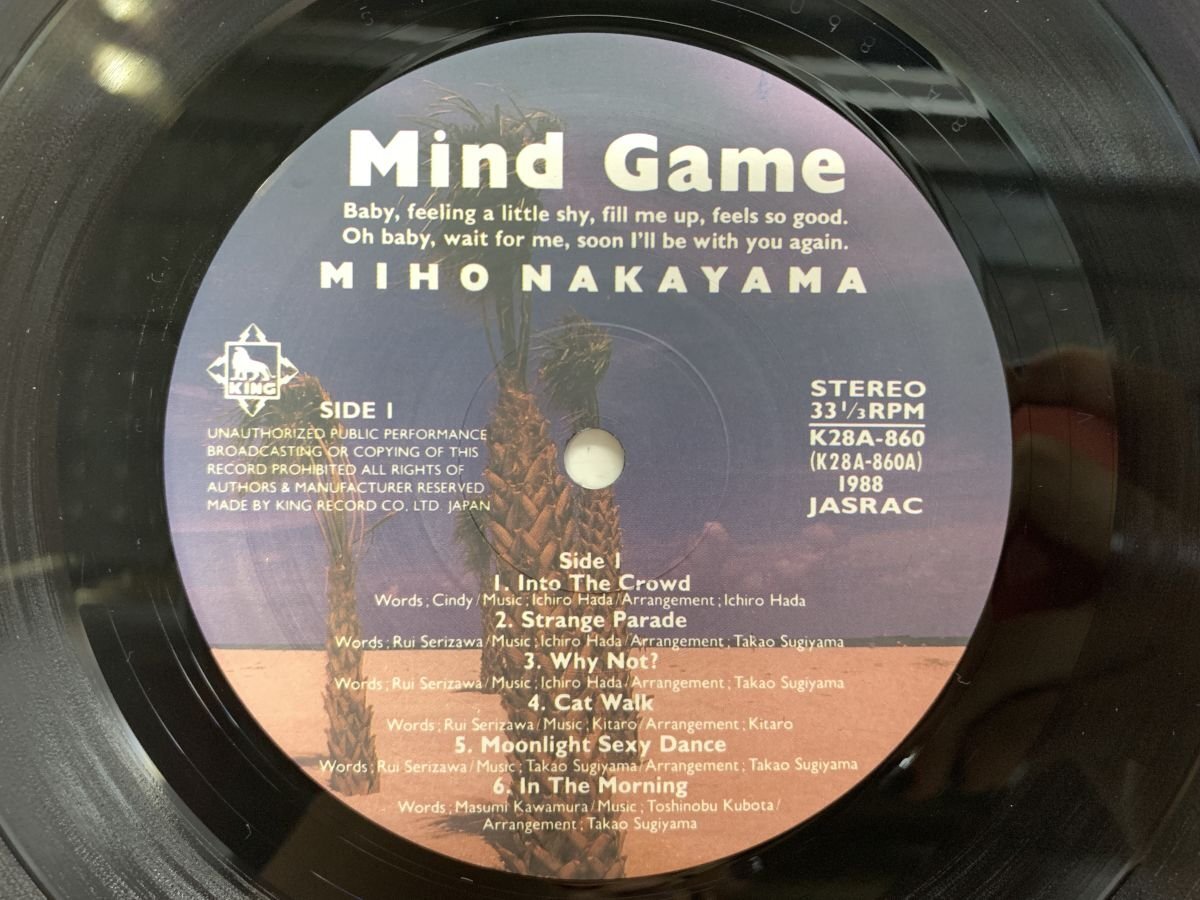 Mind Game
Baby, feeling a little shy, fill me up, feels so good.
Oh baby, wait for me, soon I'll be with you again.
MIHO NAKAYAMA
KING
SIDE 1
UNAUTHORIZED PUBLIC PERFORMANCE
BROADCASTING OR COPYING OF THIS
RECORD PROHIBITED ALL RIGHTS OF
AUTHORS & MANUFACTURER RESERVED
MADE BY KING RECORD CO. LTD JAPAN
STEREO
33 1/3 RPM
K28A-860
(K28A-860A)
1988
JASRAC
Side 1
1. Into The Crowd
Words ; Cindy / Music ; Ichiro Hada / Arrangement ; Ichiro Hada
2. Strange Parade
Words ; Rui Serizawa / Music ; Ichiro Hada / Arrangement ; Takao Sugiyama
3. Why Not?
Words ; Rui Serizawa / Music ; Ichiro Hada / Arrangement ; Takao Sugiyama
4. Cat Walk
Words ; Rui Serizawa / Music ; Kitaro / Arrangement ; Kitaro
5. Moonlight Sexy Dance
Words ; Rui Serizawa / Music ; Takao Sugiyama / Arrangement ; Takao Sugiyama
6. In The Morning
Words ; Masumi Kawamura / Music ; Toshinobu Kubota /
Arrangement ; Takao Sugiyama